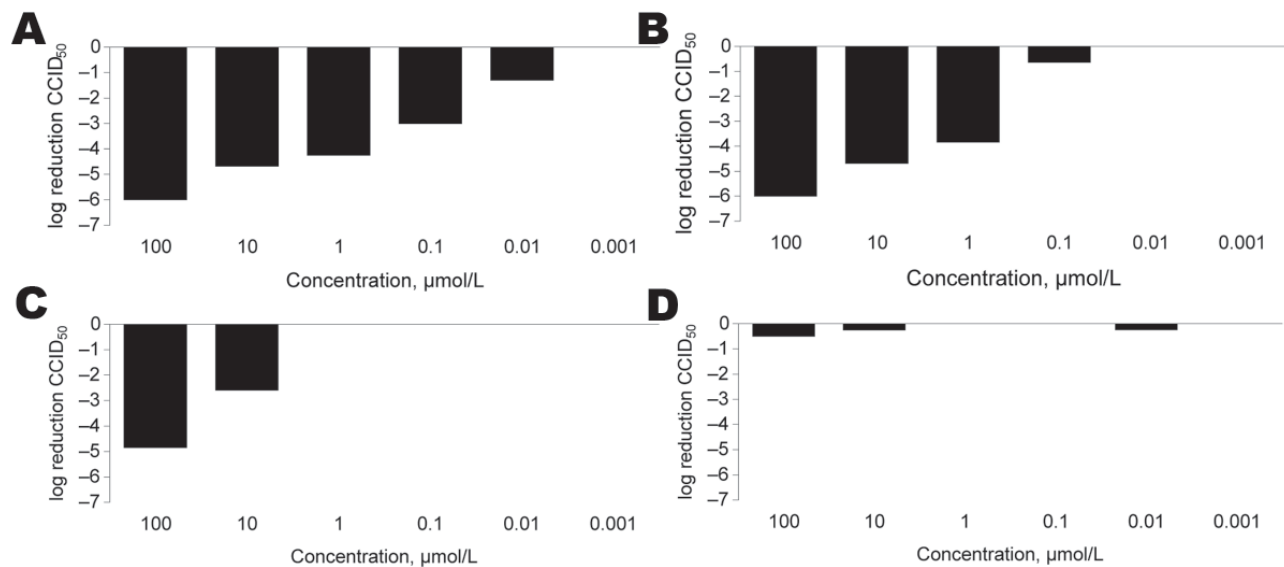 A
log reduction CCID₅₀
0
–1
–2
–3
–4
–5
–6
–7
100 10 1 0.1 0.01 0.001
Concentration, µmol/L
B
log reduction CCID₅₀
0
–1
–2
–3
–4
–5
–6
–7
100 10 1 0.1 0.01 0.001
Concentration, µmol/L
C
log reduction CCID₅₀
0
–1
–2
–3
–4
–5
–6
–7
100 10 1 0.1 0.01 0.001
Concentration, µmol/L
D
log reduction CCID₅₀
0
–1
–2
–3
–4
–5
–6
–7
100 10 1 0.1 0.01 0.001
Concentration, µmol/L